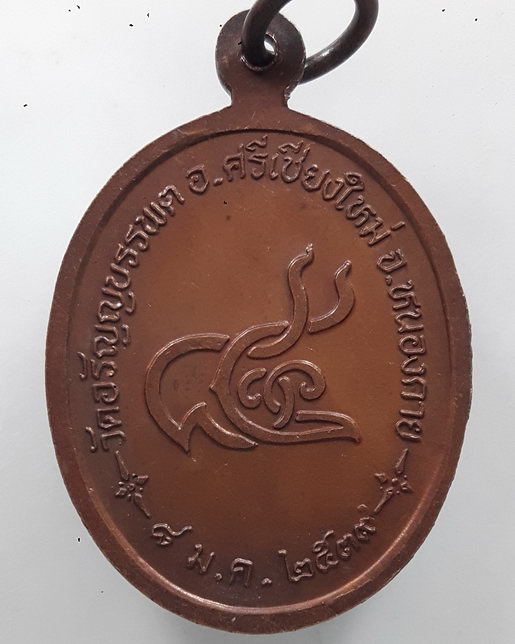 วัดอรัญญบรรพต อ.ศรีเชียงใหม่ จ.หนองคาย
๘ ม.ค. ๒๕๓๙